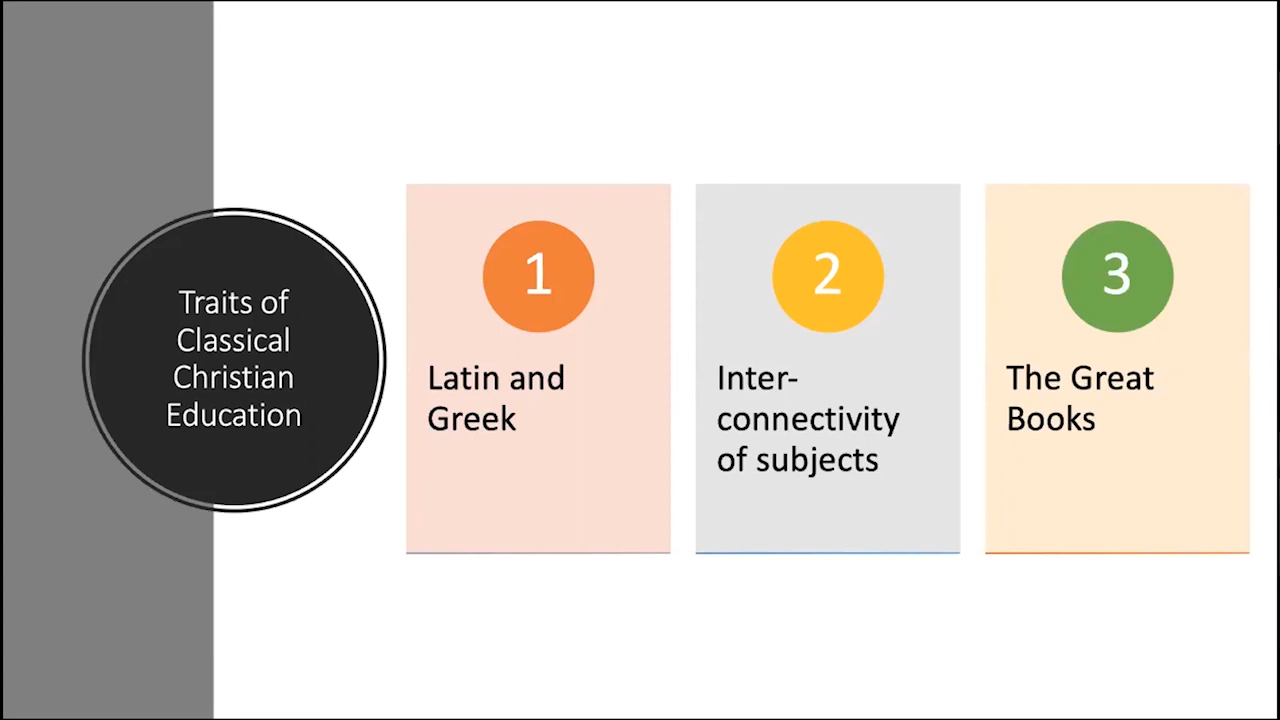 Traits of
Classical
Christian
Education
1
Latin and
Greek
2
Inter-
connectivity
of subjects
3
The Great
Books